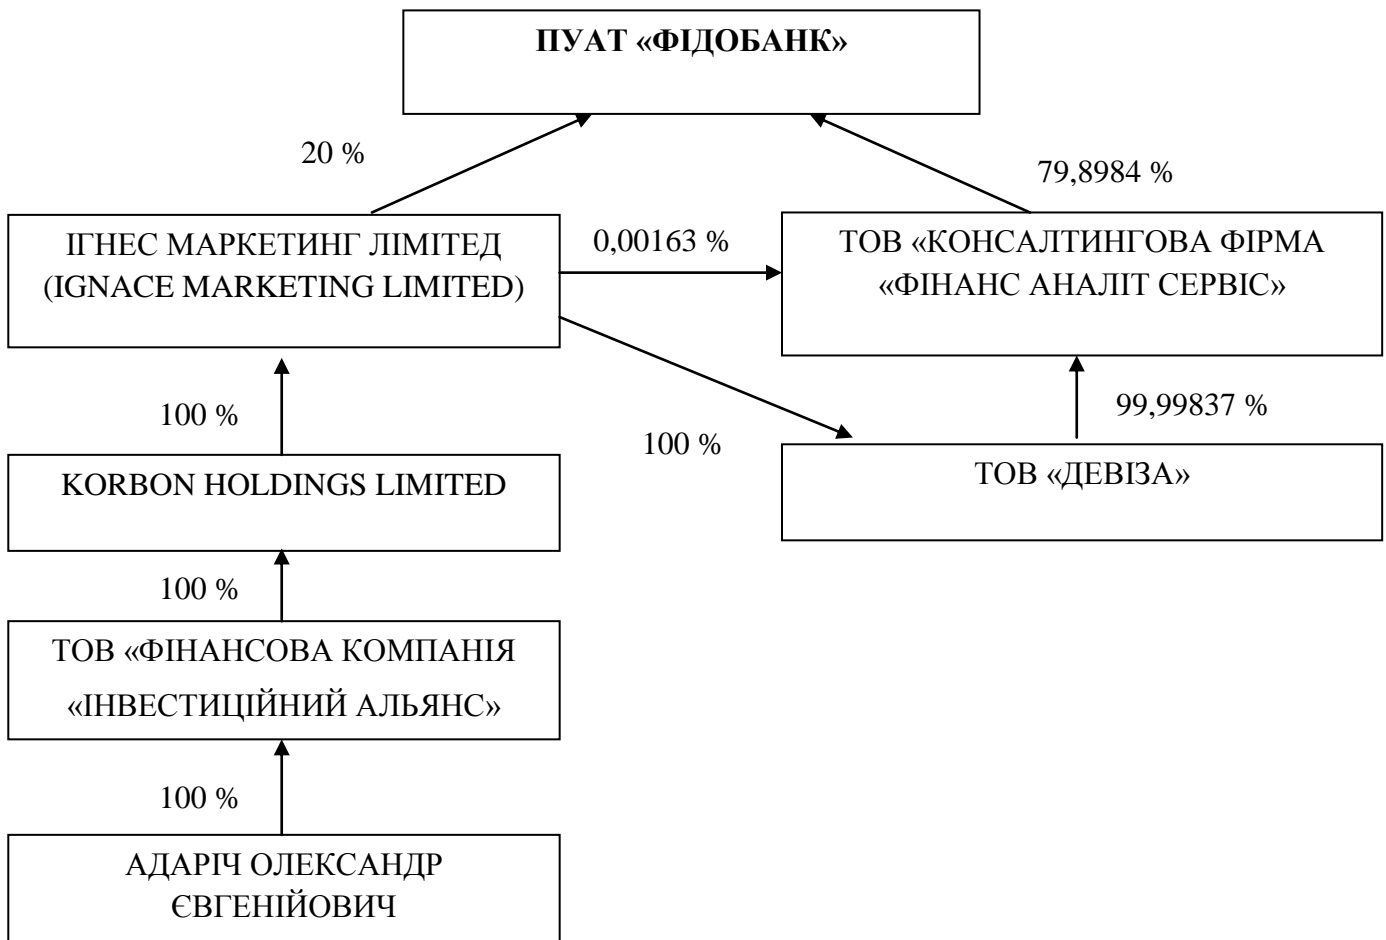 ПУАТ «ФІДОБАНК»
20 %
79,8984 %
ІГНЕС МАРКЕТИНГ ЛІМІТЕД
(IGNACE MARKETING LIMITED)
0,00163 %
ТОВ «КОНСАЛТИНГОВА ФІРМА
«ФІНАНС АНАЛІТ СЕРВІС»
100 %
99,99837 %
100 %
KORBON HOLDINGS LIMITED
ТОВ «ДЕВІЗА»
100 %
ТОВ «ФІНАНСОВА КОМПАНІЯ
«ІНВЕСТИЦІЙНИЙ АЛЬЯНС»
100 %
АДАРІЧ ОЛЕКСАНДР
ЄВГЕНІЙОВИЧ